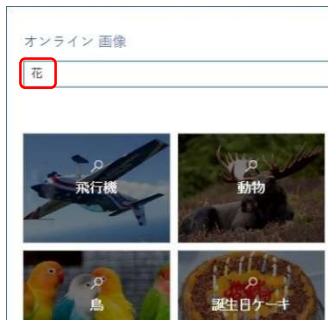 オンライン 画像
花
飛行機
動物
鳥
誕生日ケーキ